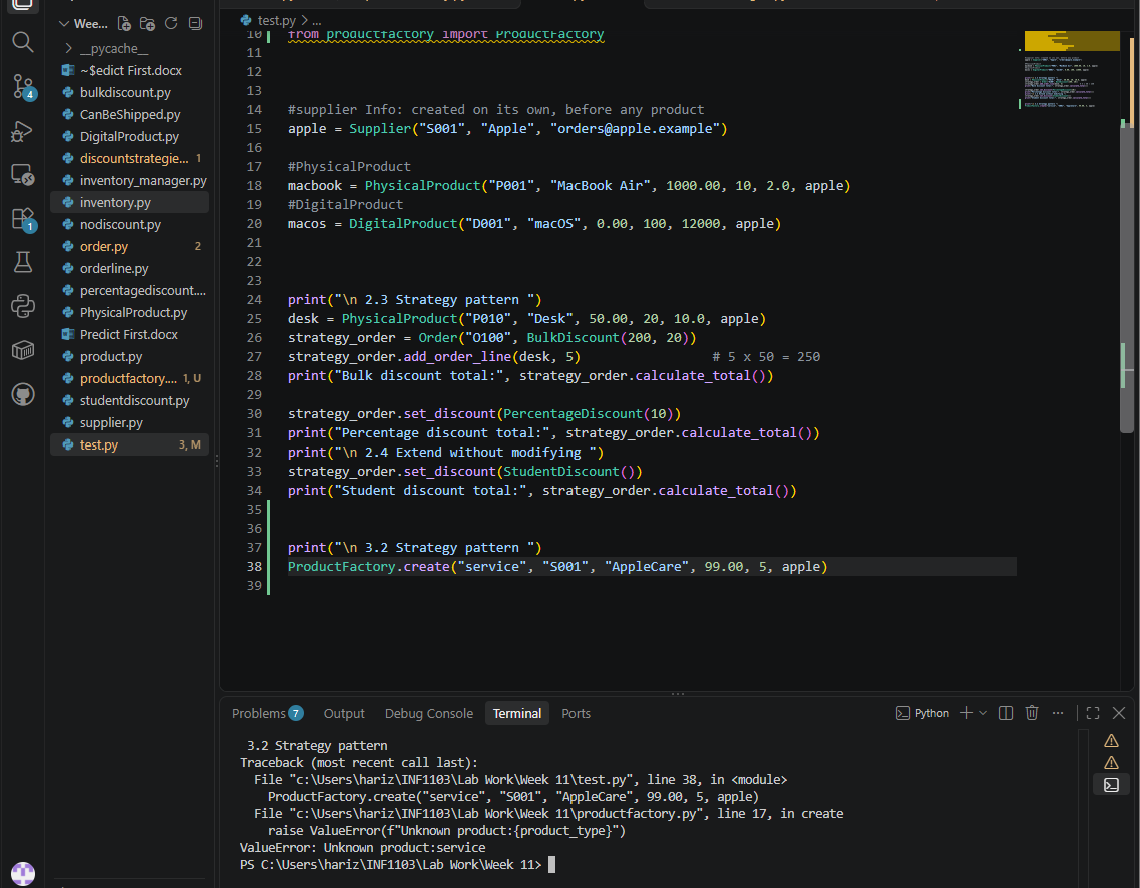 Wee...
__pycache__
~$edict First.docx
bulkdiscount.py
CanBeShipped.py
DigitalProduct.py
discountstrategie... 1
inventory_manager.py
inventory.py
nodiscount.py
order.py 2
orderline.py
percentagediscount....
PhysicalProduct.py
Predict First.docx
product.py
productfactory.... 1, U
studentdiscount.py
supplier.py
test.py 3, M
4
1
test.py > ...
10 from productfactory import ProductFactory
11
12
13
14 #supplier Info: created on its own, before any product
15 apple = Supplier("S001", "Apple", "orders@apple.example")
16
17 #PhysicalProduct
18 macbook = PhysicalProduct("P001", "MacBook Air", 1000.00, 10, 2.0, apple)
19 #DigitalProduct
20 macos = DigitalProduct("D001", "macOS", 0.00, 100, 12000, apple)
21
22
23
24 print("\n 2.3 Strategy pattern ")
25 desk = PhysicalProduct("P010", "Desk", 50.00, 20, 10.0, apple)
26 strategy_order = Order("O100", BulkDiscount(200, 20))
27 strategy_order.add_order_line(desk, 5) # 5 x 50 = 250
28 print("Bulk discount total:", strategy_order.calculate_total())
29
30 strategy_order.set_discount(PercentageDiscount(10))
31 print("Percentage discount total:", strategy_order.calculate_total())
32 print("\n 2.4 Extend without modifying ")
33 strategy_order.set_discount(StudentDiscount())
34 print("Student discount total:", strategy_order.calculate_total())
35
36
37 print("\n 3.2 Strategy pattern ")
38 ProductFactory.create("service", "S001", "AppleCare", 99.00, 5, apple)
39
Problems 7 Output Debug Console Terminal Ports Python
3.2 Strategy pattern
Traceback (most recent call last):
File "c:\Users\hariz\INF1103\Lab Work\Week 11\test.py", line 38, in <module>
ProductFactory.create("service", "S001", "AppleCare", 99.00, 5, apple)
File "c:\Users\hariz\INF1103\Lab Work\Week 11\productfactory.py", line 17, in create
raise ValueError(f"Unknown product:{product_type}")
ValueError: Unknown product:service
PS C:\Users\hariz\INF1103\Lab Work\Week 11>